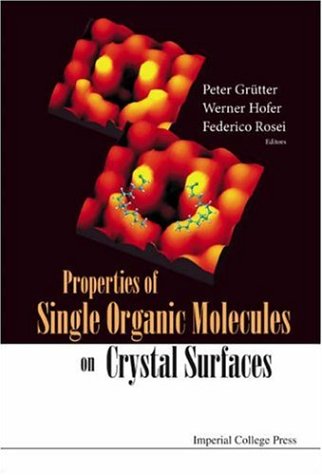 Peter Grütter
Werner Hofer
Federico Rosei
Editors
Properties of
Single Organic Molecules
on Crystal Surfaces
Imperial College Press